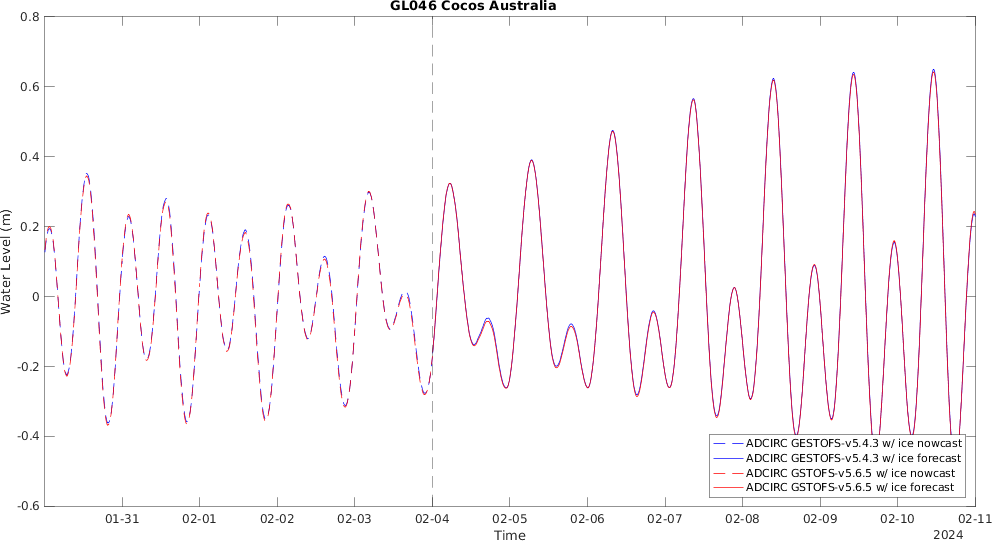 GL046 Cocos Australia
Water Level (m)
0.8
0.6
0.4
0.2
0
-0.2
-0.4
-0.6
ADCIRC GESTOFS-v5.4.3 w/ ice nowcast
ADCIRC GESTOFS-v5.4.3 w/ ice forecast
ADCIRC GSTOFS-v5.6.5 w/ ice nowcast
ADCIRC GSTOFS-v5.6.5 w/ ice forecast
01-31 02-01 02-02 02-03 02-04 02-05 02-06 02-07 02-08 02-09 02-10 02-11
Time
2024